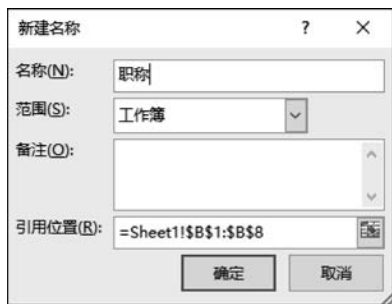 新建名称 ? ×
名称(N): 职称
范围(S): 工作簿
备注(O):
引用位置(R): =Sheet1!$B$1:$B$8
确定 取消